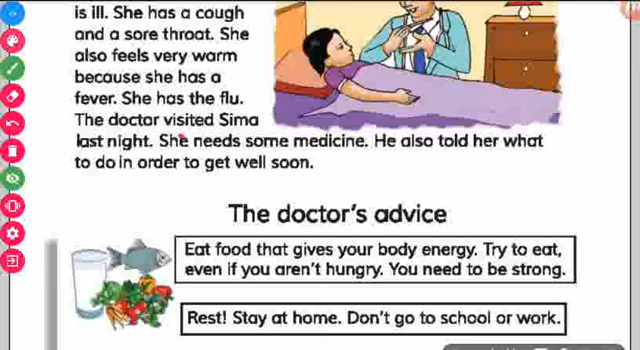 is ill. She has a cough
and a sore throat. She
also feels very warm
because she has a
fever. She has the flu.
The doctor visited Sima
last night. She needs some medicine. He also told her what
to do in order to get well soon.
The doctor's advice
Eat food that gives your body energy. Try to eat,
even if you aren't hungry. You need to be strong.
Rest! Stay at home. Don't go to school or work.